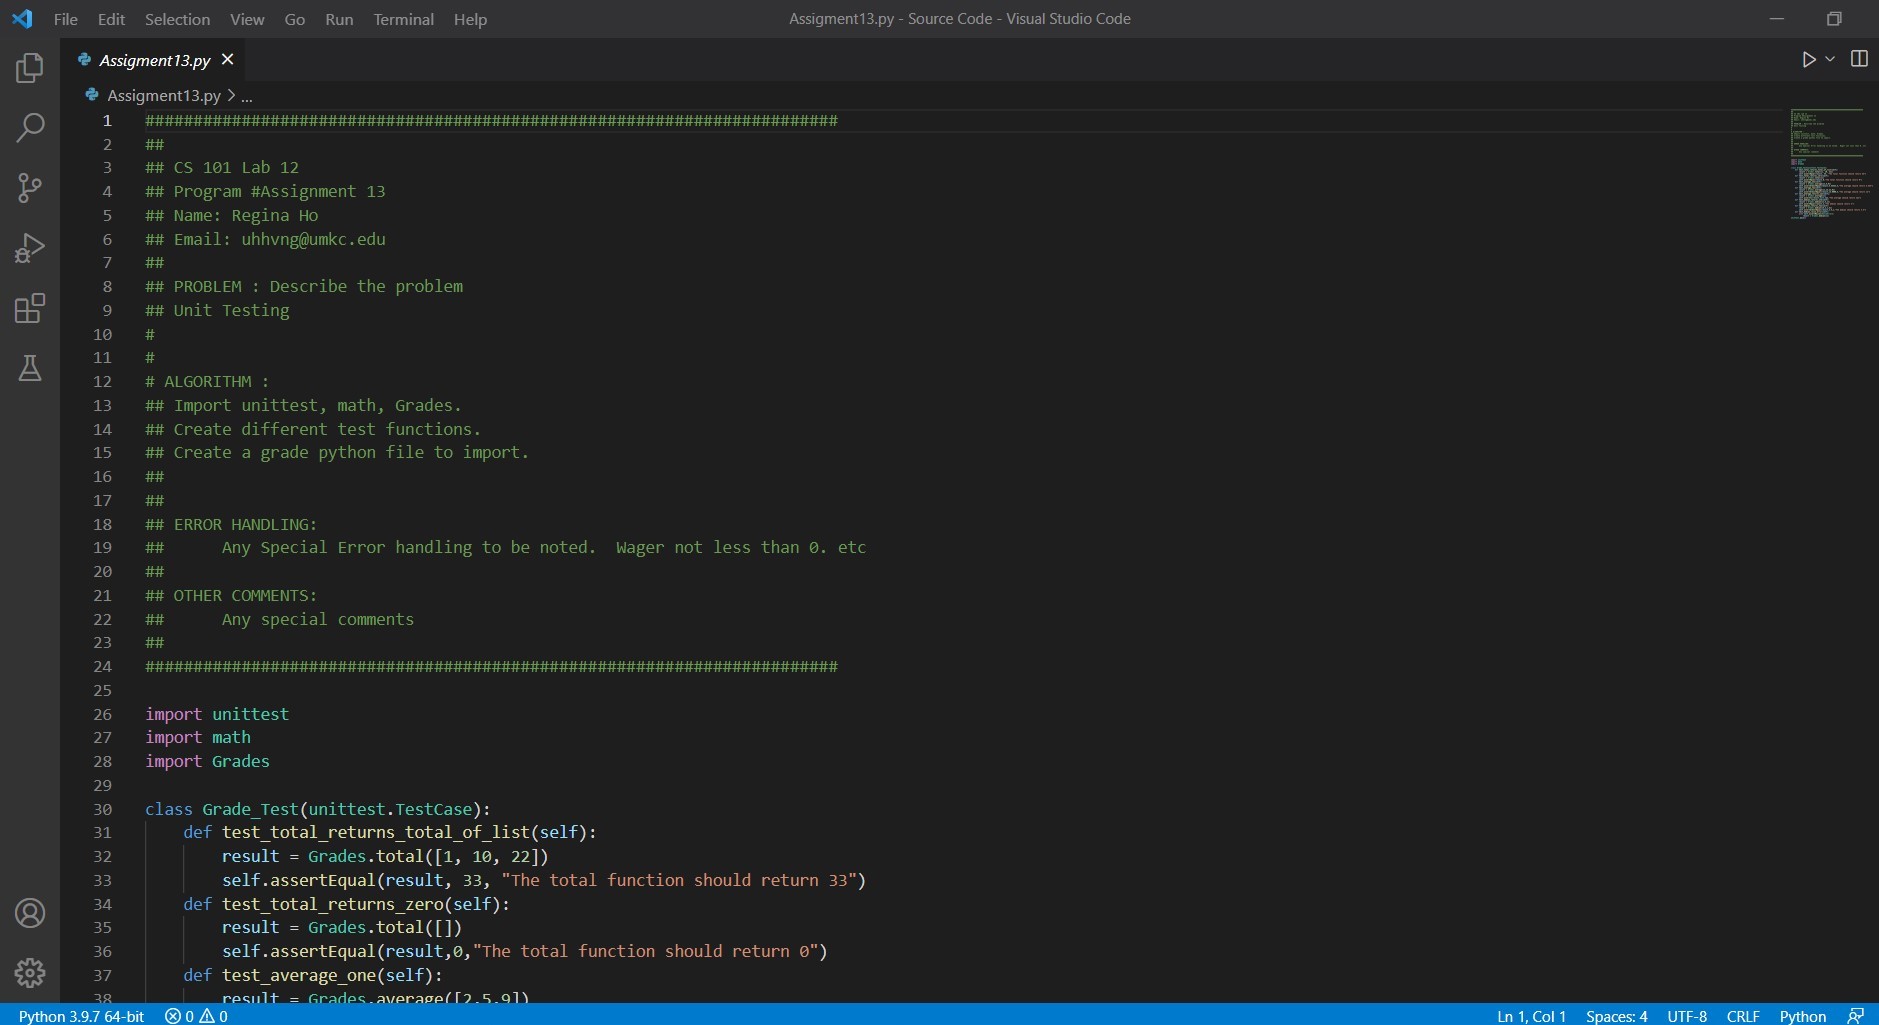 File Edit Selection View Go Run Terminal Help Assigment13.py - Source Code - Visual Studio Code
Assigment13.py
Assigment13.py > ...
1 ########################################################################
2 ##
3 ## CS 101 Lab 12
4 ## Program #Assignment 13
5 ## Name: Regina Ho
6 ## Email: uhhvng@umkc.edu
7 ##
8 ## PROBLEM : Describe the problem
9 ## Unit Testing
10 #
11 #
12 # ALGORITHM :
13 ## Import unittest, math, Grades.
14 ## Create different test functions.
15 ## Create a grade python file to import.
16 ##
17 ##
18 ## ERROR HANDLING:
19 ##      Any Special Error handling to be noted.  Wager not less than 0. etc
20 ##
21 ## OTHER COMMENTS:
22 ##      Any special comments
23 ##
24 ########################################################################
25
26 import unittest
27 import math
28 import Grades
29
30 class Grade_Test(unittest.TestCase):
31     def test_total_returns_total_of_list(self):
32         result = Grades.total([1, 10, 22])
33         self.assertEqual(result, 33, "The total function should return 33")
34     def test_total_returns_zero(self):
35         result = Grades.total([])
36         self.assertEqual(result,0,"The total function should return 0")
37     def test_average_one(self):
38         result = Grades.average([2,5,9])
Python 3.9.7 64-bit 0 0 Ln 1, Col 1 Spaces: 4 UTF-8 CRLF Python